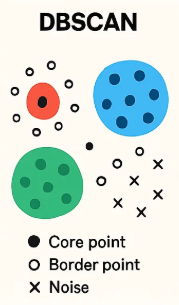 DBSCAN
Core point
Border point
Noise